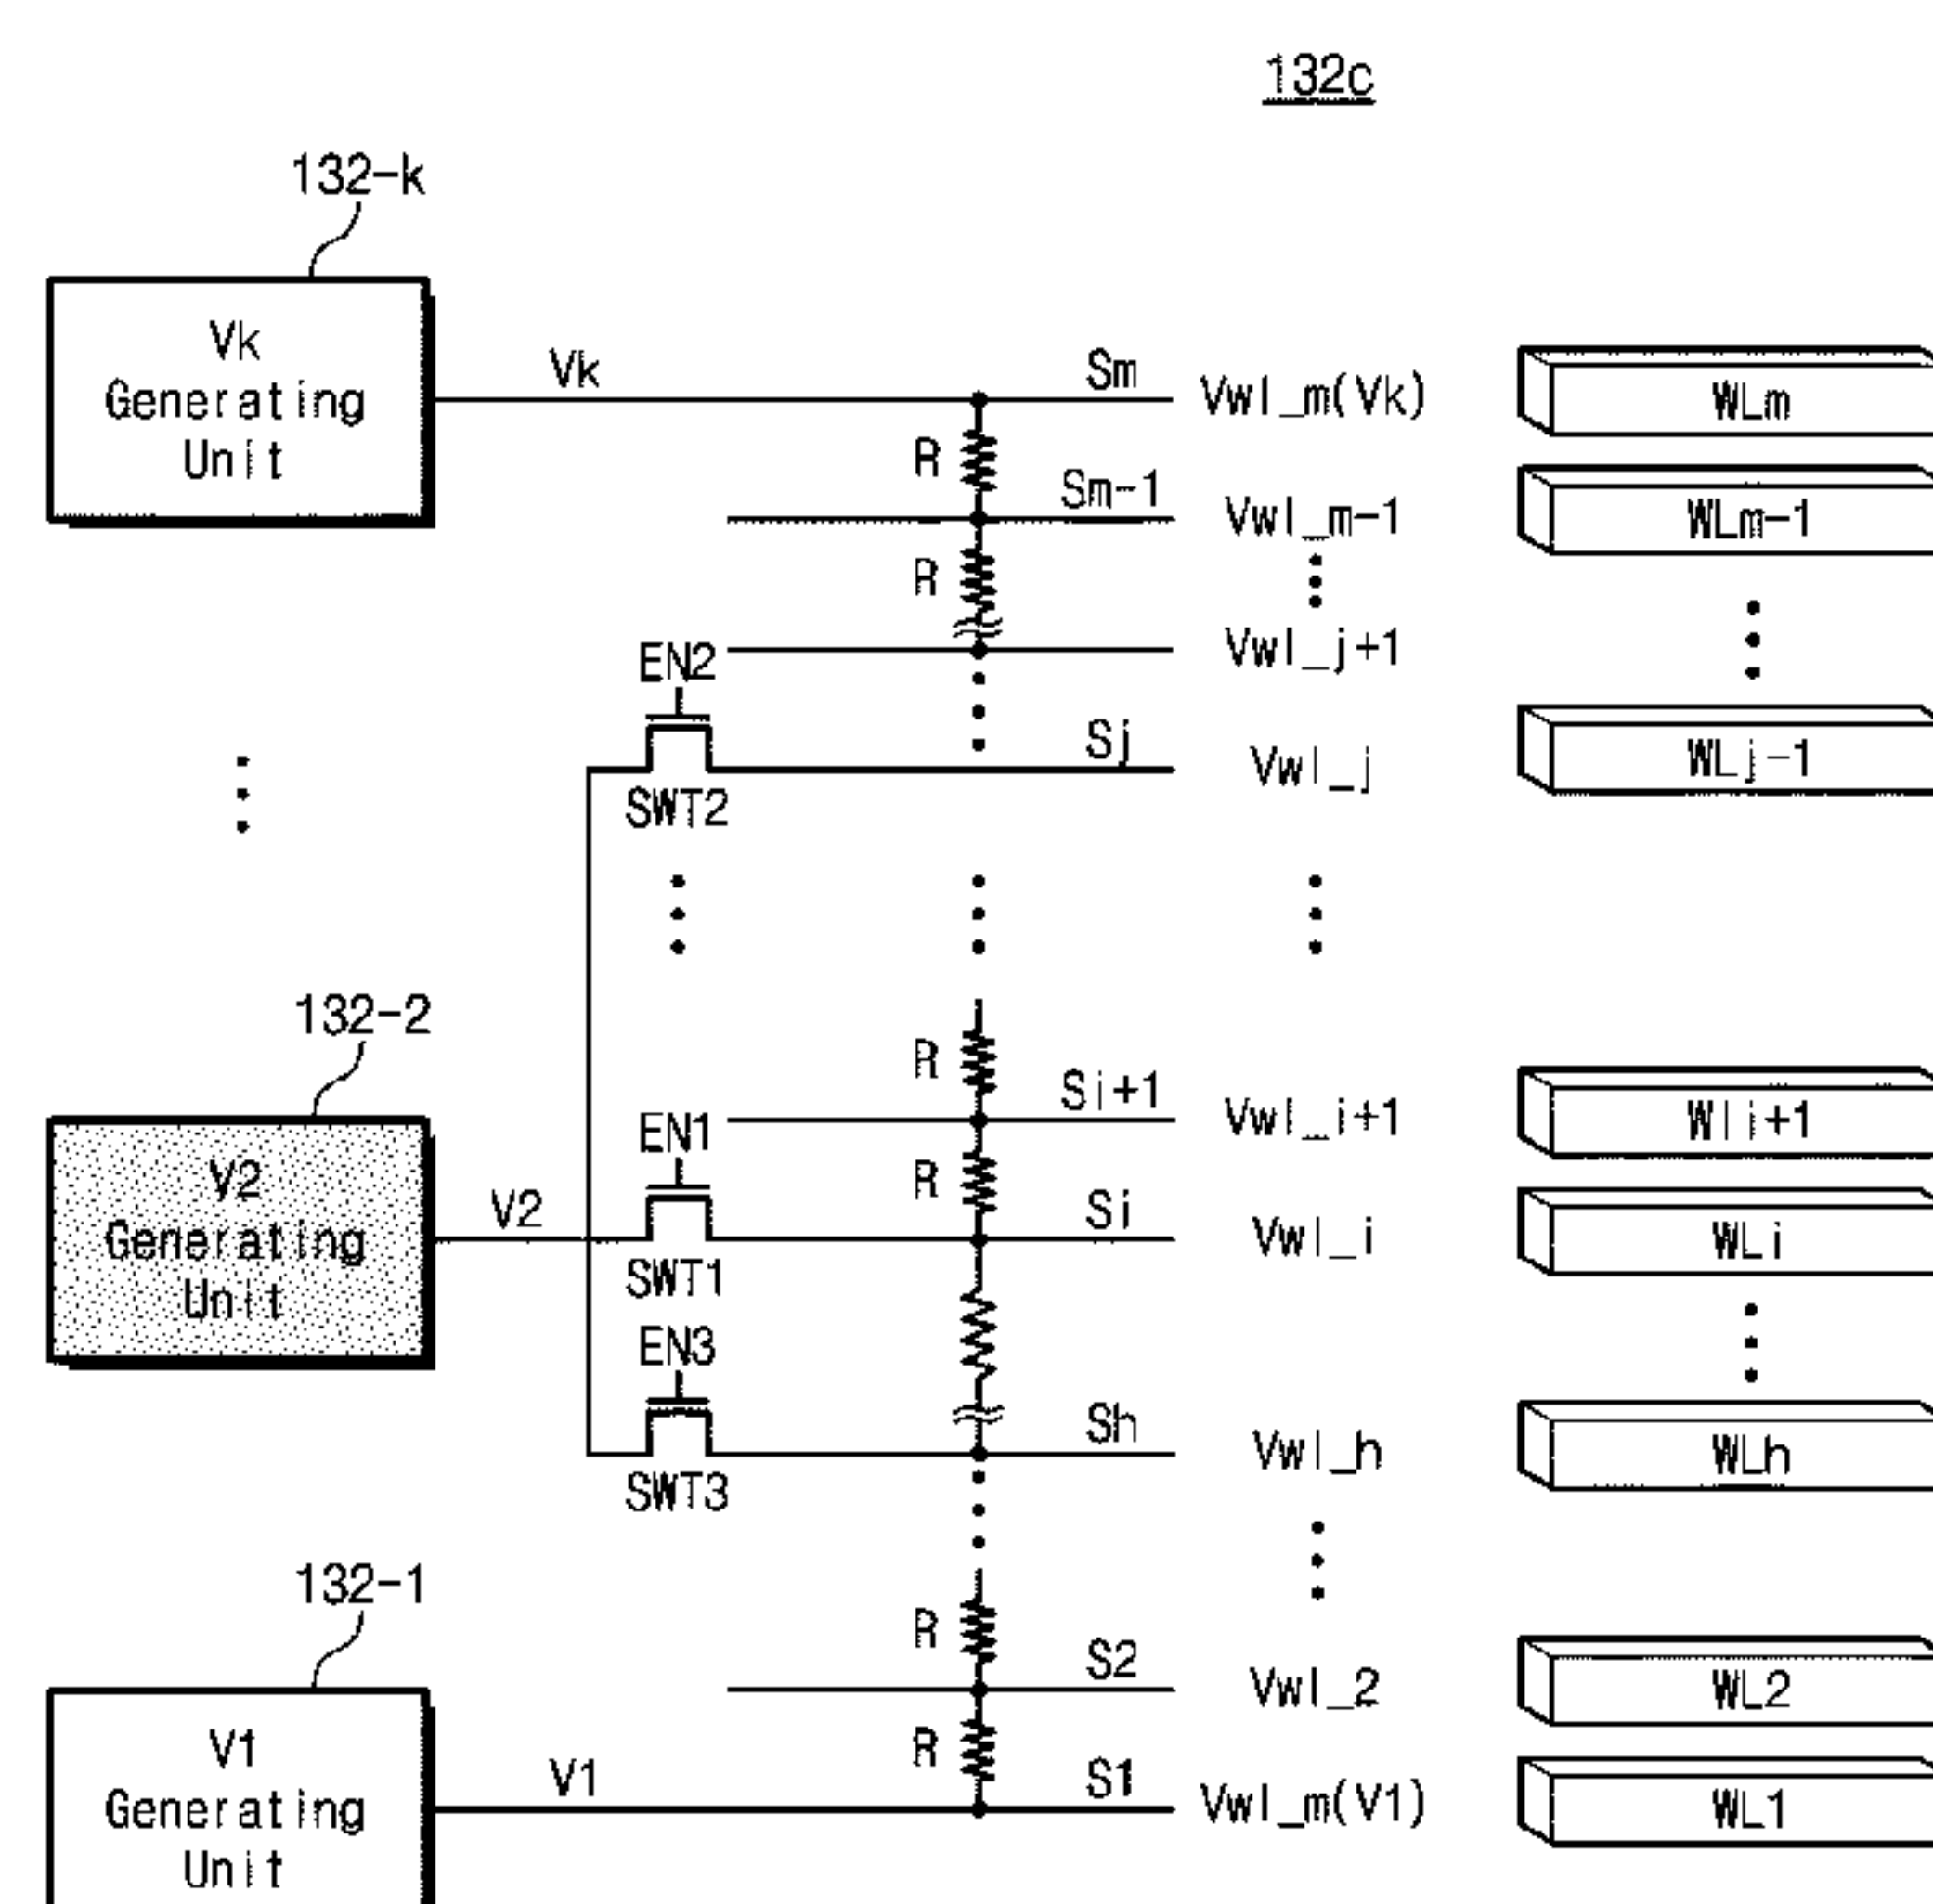 132c
132-k
Vk
Generating
Unit
Vk
Sm
Vwl_m(Vk)
WLm
R
Sm-1
Vwl_m-1
WLm-1
R
Vwl_j+1
EN2
Sj
Vwl_j
WLj-1
SWT2
132-2
R
Si+1
Vwl_i+1
WLi+1
EN1
R
V2
Generating
Unit
V2
Si
Vwl_i
WLi
SWT1
EN3
Sh
Vwl_h
WLh
SWT3
132-1
R
S2
Vwl_2
WL2
R
V1
Generating
Unit
V1
S1
Vwl_m(V1)
WL1